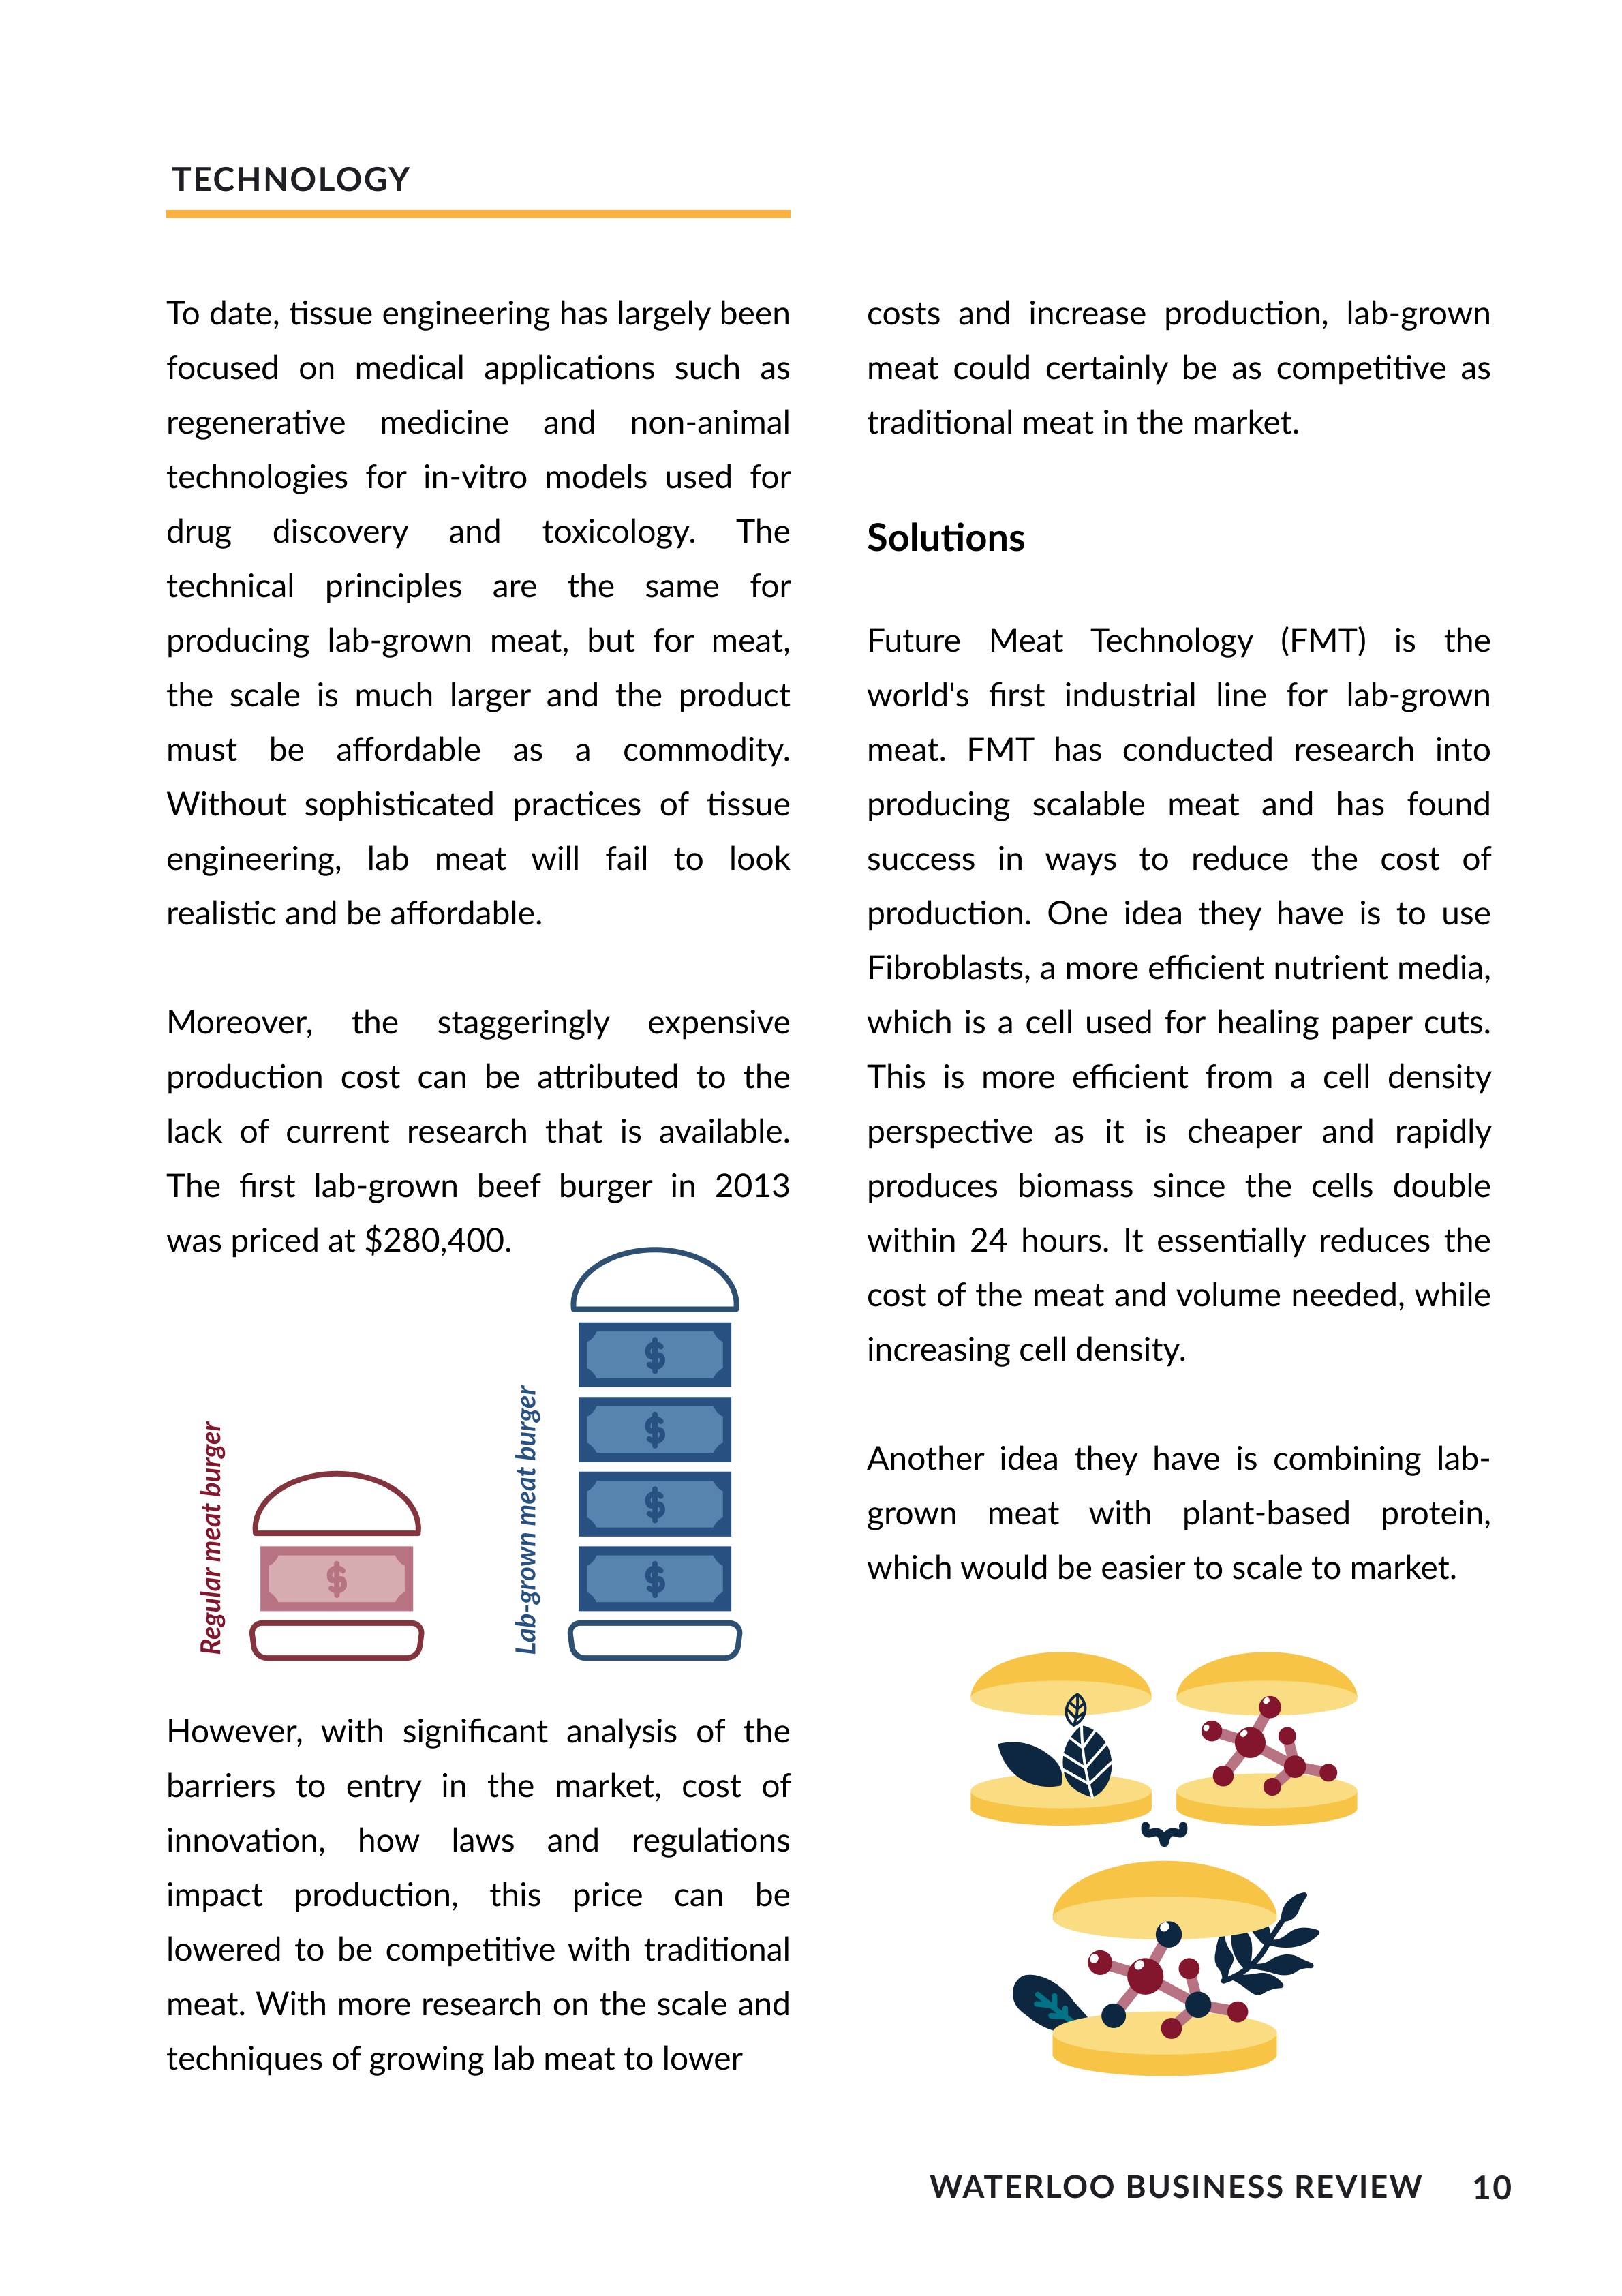 TECHNOLOGY
To date, tissue engineering has largely been
focused on medical applications such as
regenerative medicine and non-animal
technologies for in-vitro models used for
drug discovery and toxicology. The
technical principles are the same for
producing lab-grown meat, but for meat,
the scale is much larger and the product
must be affordable as a commodity.
Without sophisticated practices of tissue
engineering, lab meat will fail to look
realistic and be affordable.
Moreover, the staggeringly expensive
production cost can be attributed to the
lack of current research that is available.
The first lab-grown beef burger in 2013
was priced at $280,400.
Regular meat burger
$
Lab-grown meat burger
$
$
$
$
However, with significant analysis of the
barriers to entry in the market, cost of
innovation, how laws and regulations
impact production, this price can be
lowered to be competitive with traditional
meat. With more research on the scale and
techniques of growing lab meat to lower
costs and increase production, lab-grown
meat could certainly be as competitive as
traditional meat in the market.
Solutions
Future Meat Technology (FMT) is the
world's first industrial line for lab-grown
meat. FMT has conducted research into
producing scalable meat and has found
success in ways to reduce the cost of
production. One idea they have is to use
Fibroblasts, a more efficient nutrient media,
which is a cell used for healing paper cuts.
This is more efficient from a cell density
perspective as it is cheaper and rapidly
produces biomass since the cells double
within 24 hours. It essentially reduces the
cost of the meat and volume needed, while
increasing cell density.
Another idea they have is combining lab-
grown meat with plant-based protein,
which would be easier to scale to market.
WATERLOO BUSINESS REVIEW 10